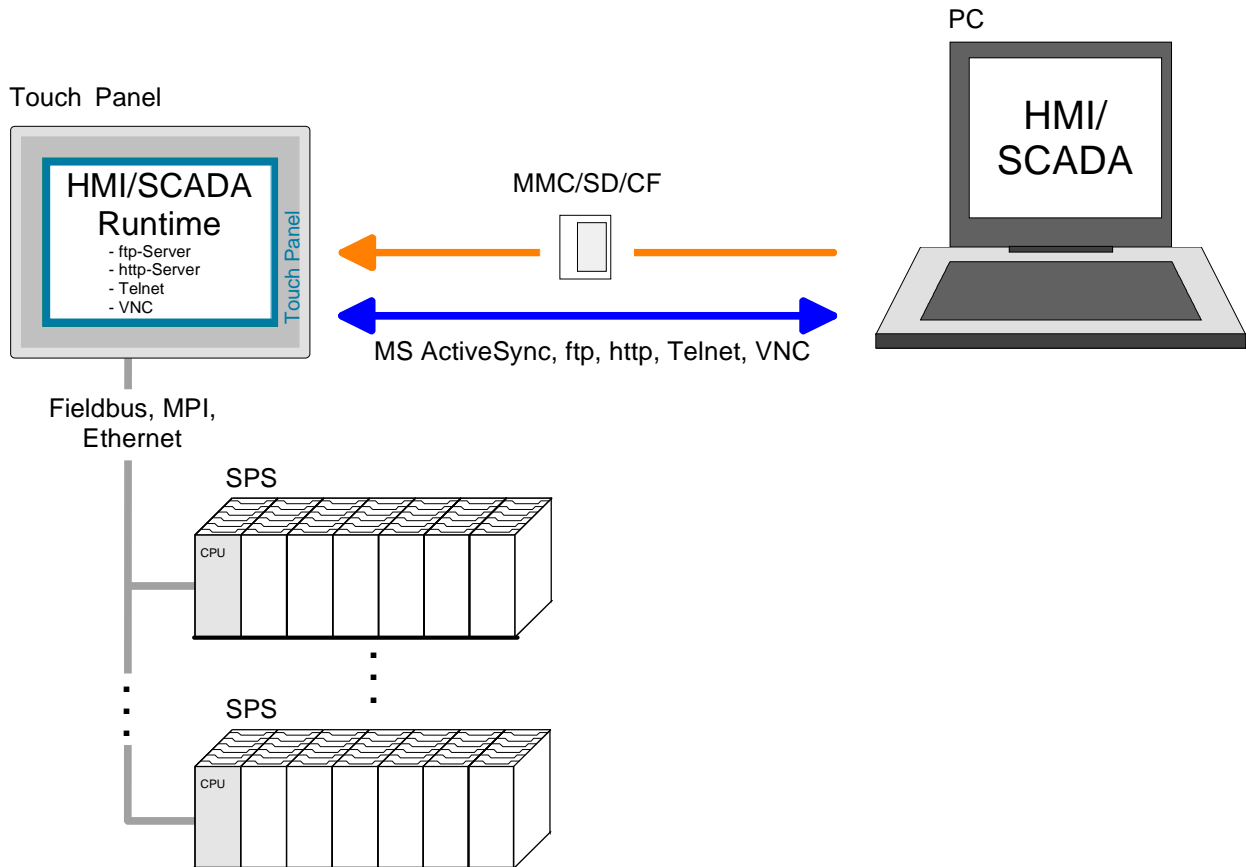 PC
Touch Panel
HMI/SCADA
Runtime
- ftp-Server
- http-Server
- Telnet
- VNC
Touch Panel
MMC/SD/CF
HMI/
SCADA
MS ActiveSync, ftp, http, Telnet, VNC
Fieldbus, MPI,
Ethernet
SPS
CPU
SPS
CPU